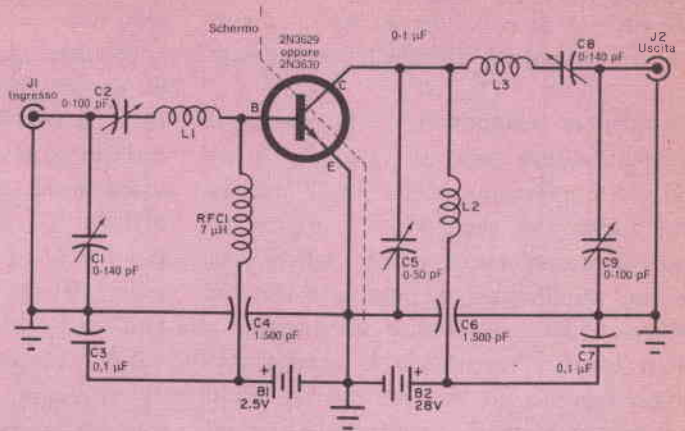 Schermo
2N3629
oppure
2N3630
0-1 µF
J1
Ingresso
C2
0-100 pF
L1
B
C
E
L3
C8
0-140 pF
J2
Uscita
RFC1
7 µH
L2
C1
0-140 pF
C5
0-50 pF
C9
0-100 pF
C3
0,1 µF
C4
1.500 pF
C6
1.500 pF
C7
0,1 µF
+
B1
2.5V
+
B2
28V